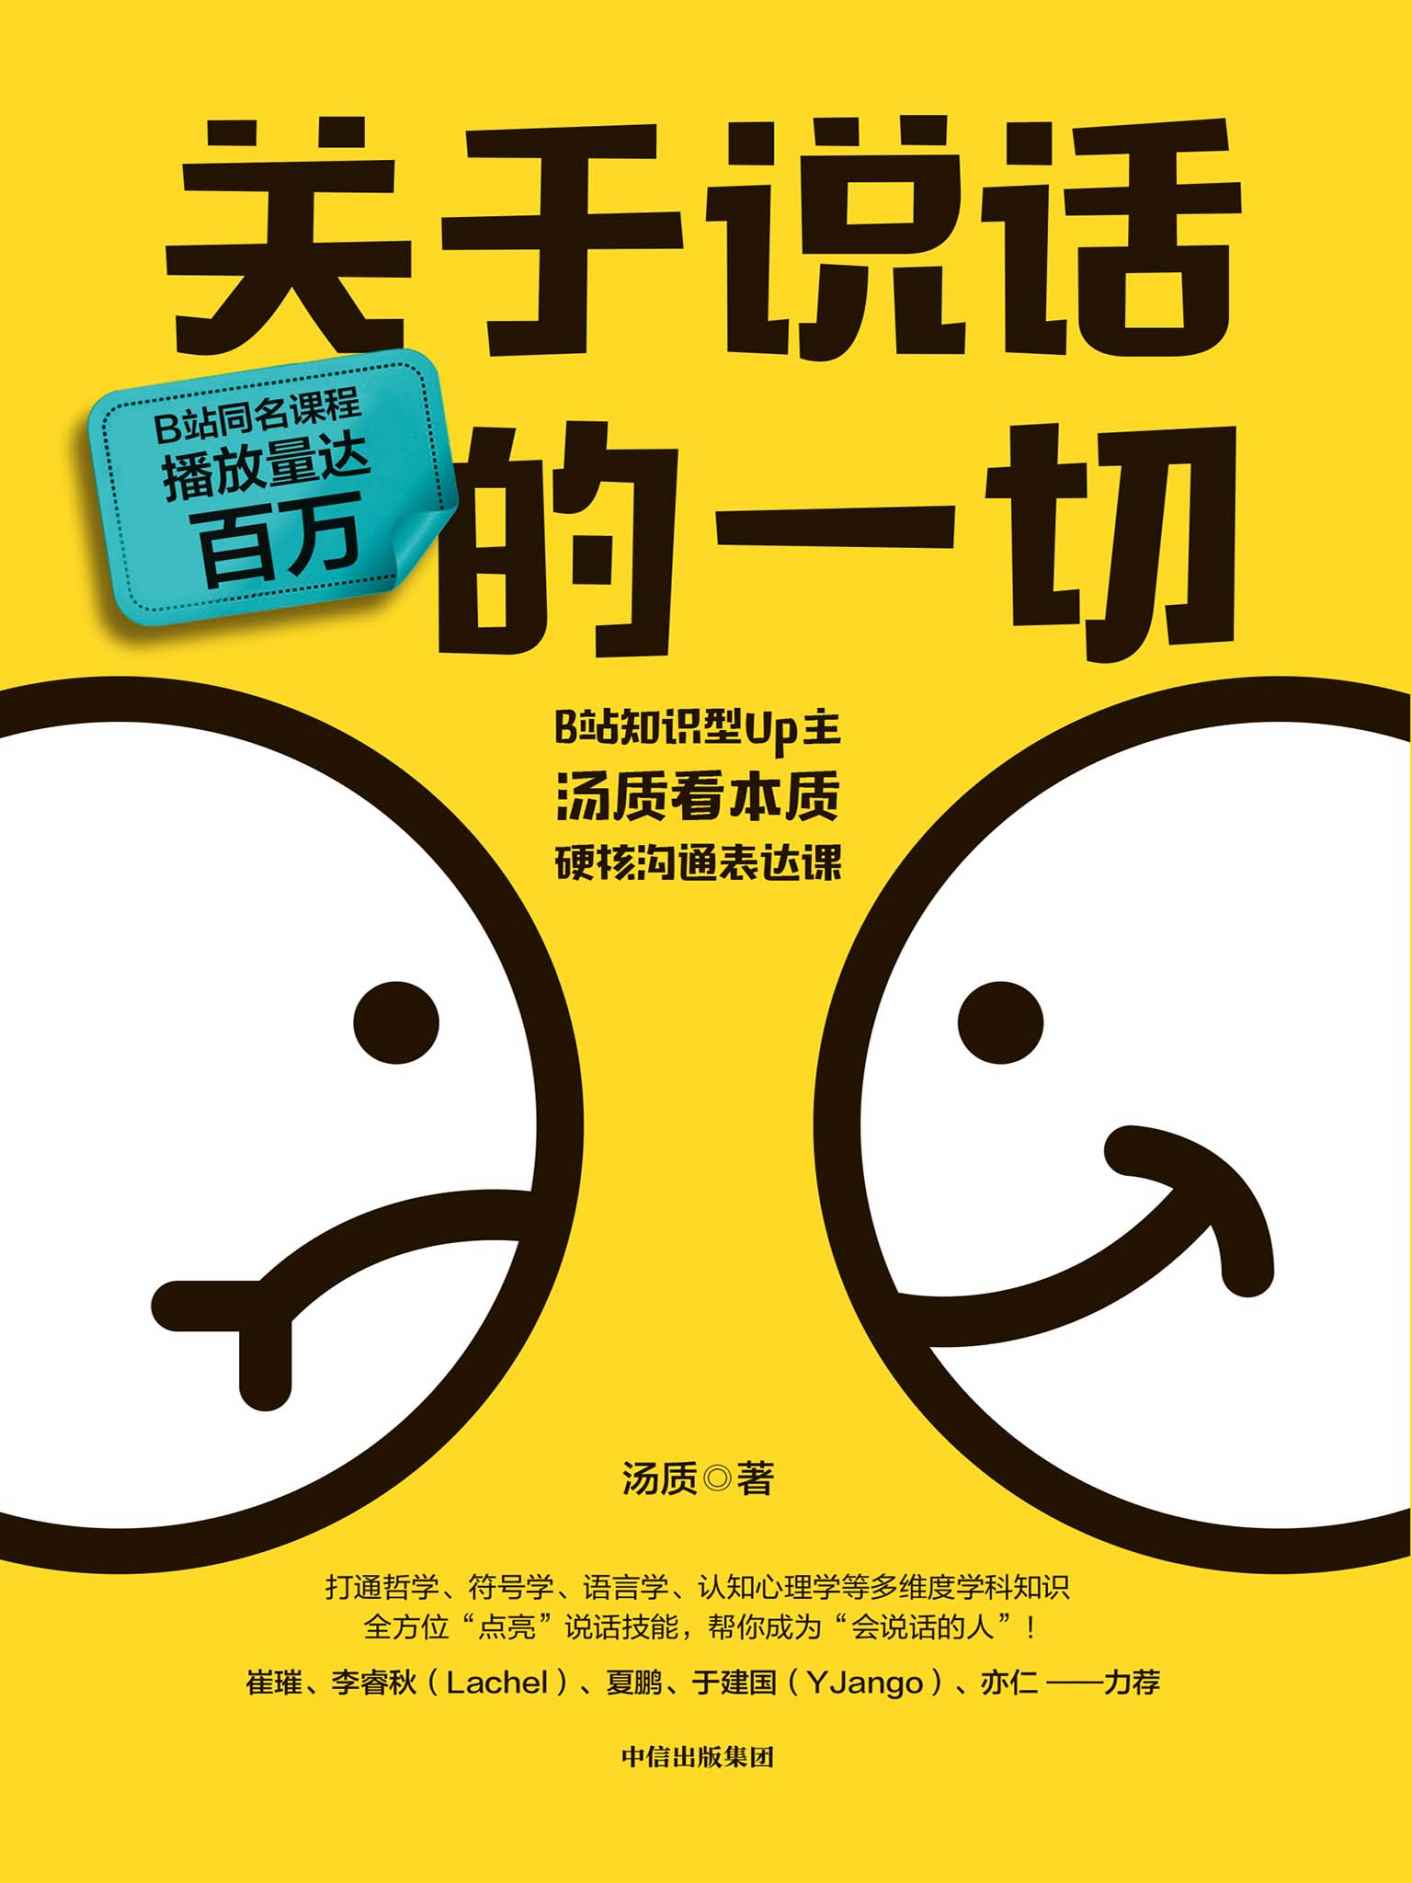 关于说话
的一切
B站同名课程
播放量达
百万
B站知识型Up主
汤质看本质
硬核沟通表达课
汤质◎著
打通哲学、符号学、语言学、认知心理学等多维度学科知识
全方位“点亮”说话技能，帮你成为“会说话的人”！
崔璀、李睿秋（Lachel）、夏鹏、于建国（YJango）、亦仁 ——力荐
中信出版集团